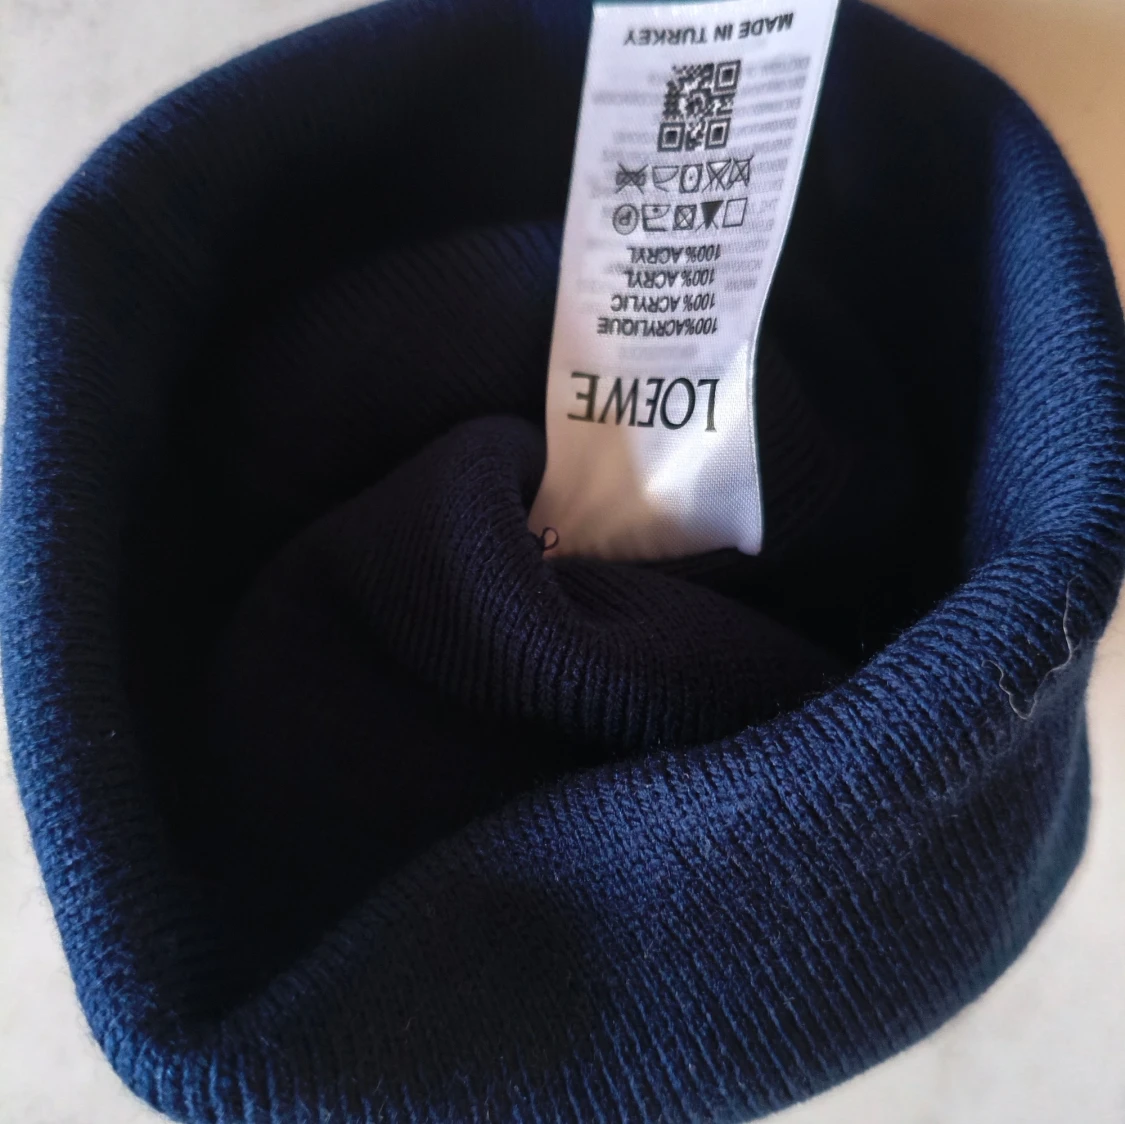 LOEWE
100%ACRYLIQUE
100% ACRYLIC
100% ACRYL
100% ACRYL
P
MADE IN TURKEY